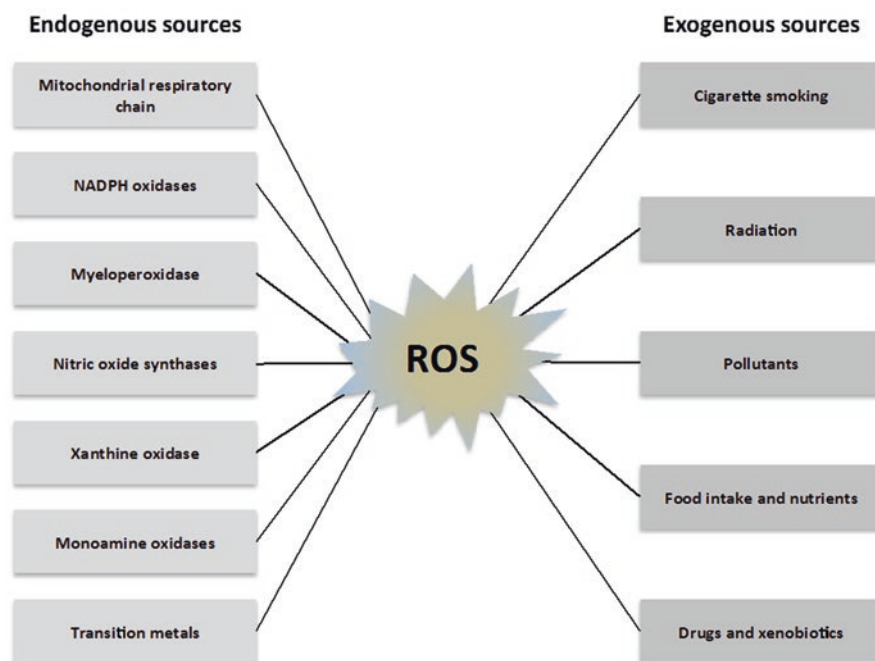 Endogenous sources
Mitochondrial respiratory
chain
NADPH oxidases
Myeloperoxidase
Nitric oxide synthases
Xanthine oxidase
Monoamine oxidases
Transition metals
ROS
Exogenous sources
Cigarette smoking
Radiation
Pollutants
Food intake and nutrients
Drugs and xenobiotics